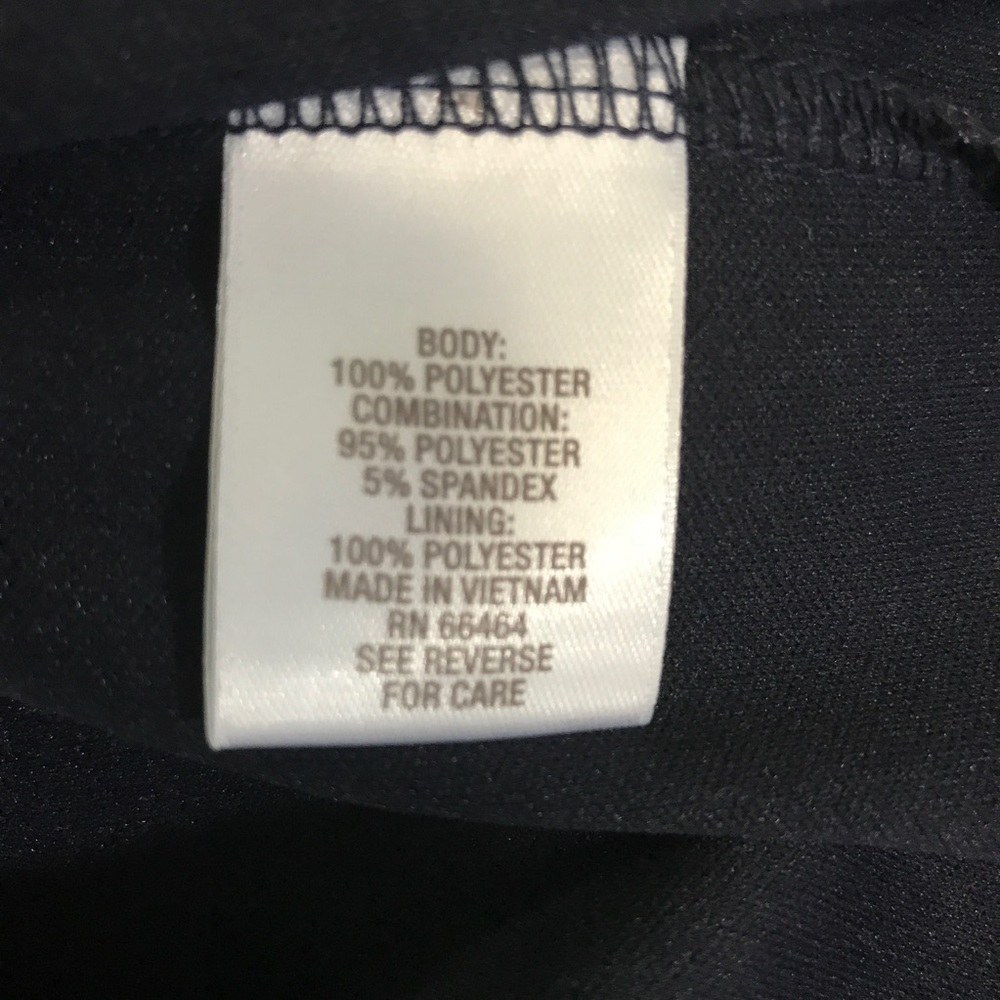 BODY:
100% POLYESTER
COMBINATION:
95% POLYESTER
5% SPANDEX
LINING:
100% POLYESTER
MADE IN VIETNAM
RN 66464
SEE REVERSE
FOR CARE